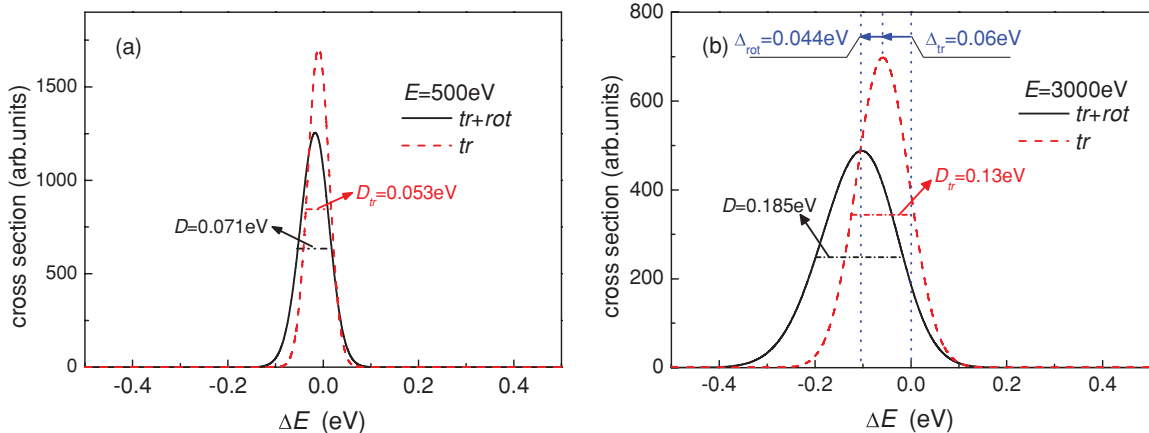 (a)
E=500eV
tr+rot
tr
D_tr=0.053eV
D=0.071eV
cross section (arb.units)
1500
1000
500
0
-0.4
-0.2
0.0
0.2
0.4
ΔE (eV)
(b)
Δ_rot=0.044eV
Δ_tr=0.06eV
E=3000eV
tr+rot
tr
D_tr=0.13eV
D=0.185eV
cross section (arb.units)
800
600
400
200
0
-0.4
-0.2
0.0
0.2
0.4
ΔE (eV)